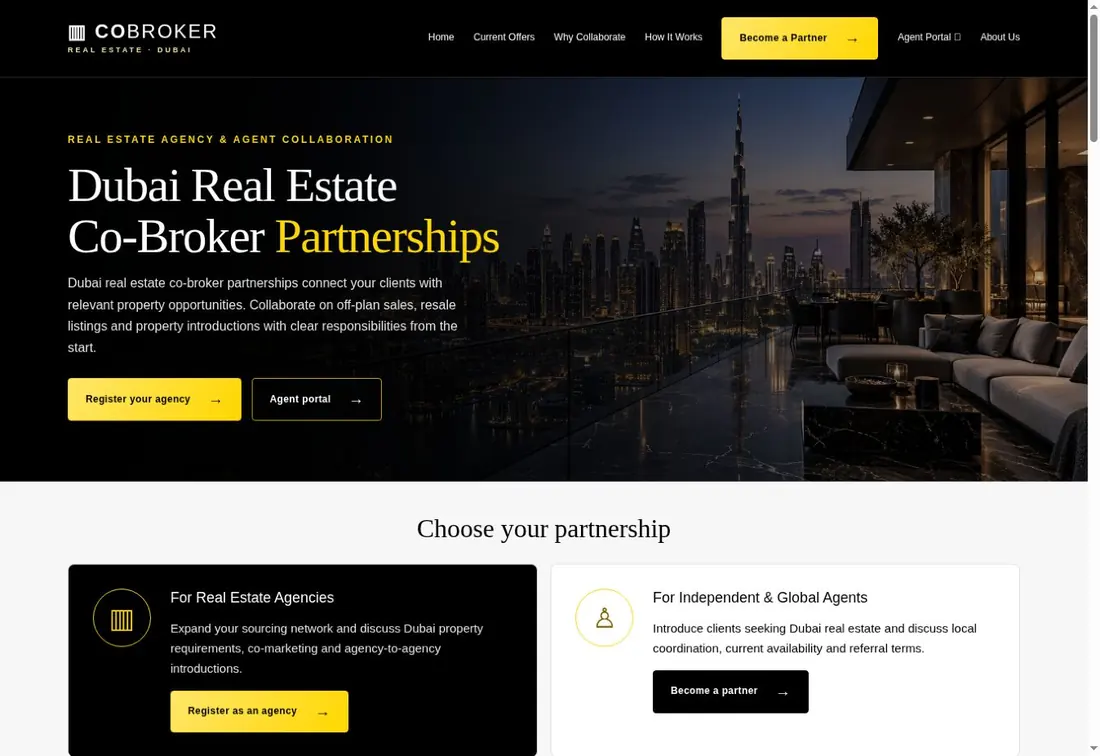 COBROKER
REAL ESTATE · DUBAI
Home
Current Offers
Why Collaborate
How It Works
Become a Partner →
Agent Portal
About Us
REAL ESTATE AGENCY & AGENT COLLABORATION
Dubai Real Estate
Co-Broker Partnerships
Dubai real estate co-broker partnerships connect your clients with
relevant property opportunities. Collaborate on off-plan sales, resale
listings and property introductions with clear responsibilities from the
start.
Register your agency →
Agent portal →
Choose your partnership
For Real Estate Agencies
Expand your sourcing network and discuss Dubai property
requirements, co-marketing and agency-to-agency
introductions.
Register as an agency →
For Independent & Global Agents
Introduce clients seeking Dubai real estate and discuss local
coordination, current availability and referral terms.
Become a partner →